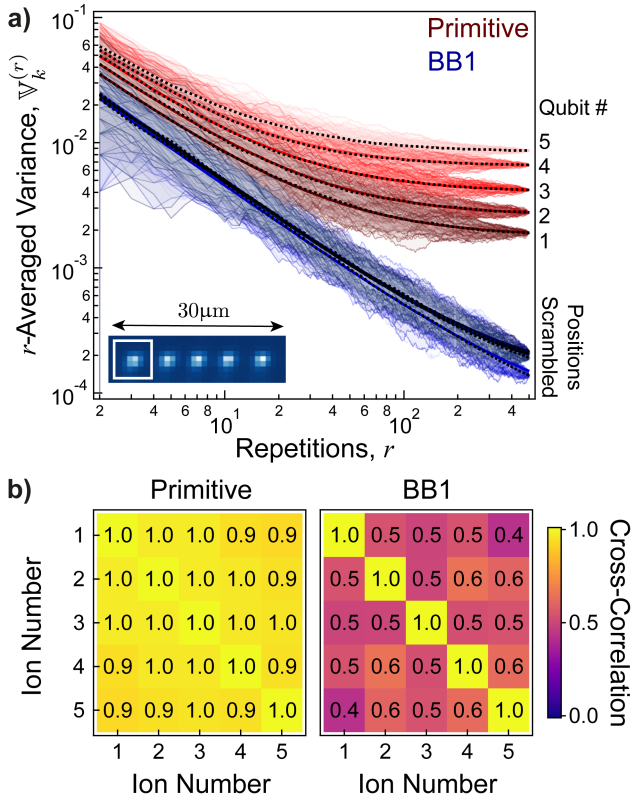 a)
r-Averaged Variance, 𝕍ₖ⁽ʳ⁾
10⁻¹
6
4
2
10⁻²
6
4
2
10⁻³
6
4
2
10⁻⁴
Primitive
BB1
Qubit #
5
4
3
2
1
Positions
Scrambled
30μm
2 4 6 8 10¹ 2 4 6 8 10² 2 4
Repetitions, r
b)
Primitive BB1
Ion Number
1 1.0 1.0 1.0 0.9 0.9 1.0 0.5 0.5 0.5 0.4
2 1.0 1.0 1.0 1.0 0.9 0.5 1.0 0.5 0.6 0.6
3 1.0 1.0 1.0 1.0 1.0 0.5 0.5 1.0 0.5 0.5
4 0.9 1.0 1.0 1.0 0.9 0.5 0.6 0.5 1.0 0.6
5 0.9 0.9 1.0 0.9 1.0 0.4 0.6 0.5 0.6 1.0
1 2 3 4 5 1 2 3 4 5
Ion Number Ion Number
1.0
0.5
0.0
Cross-Correlation